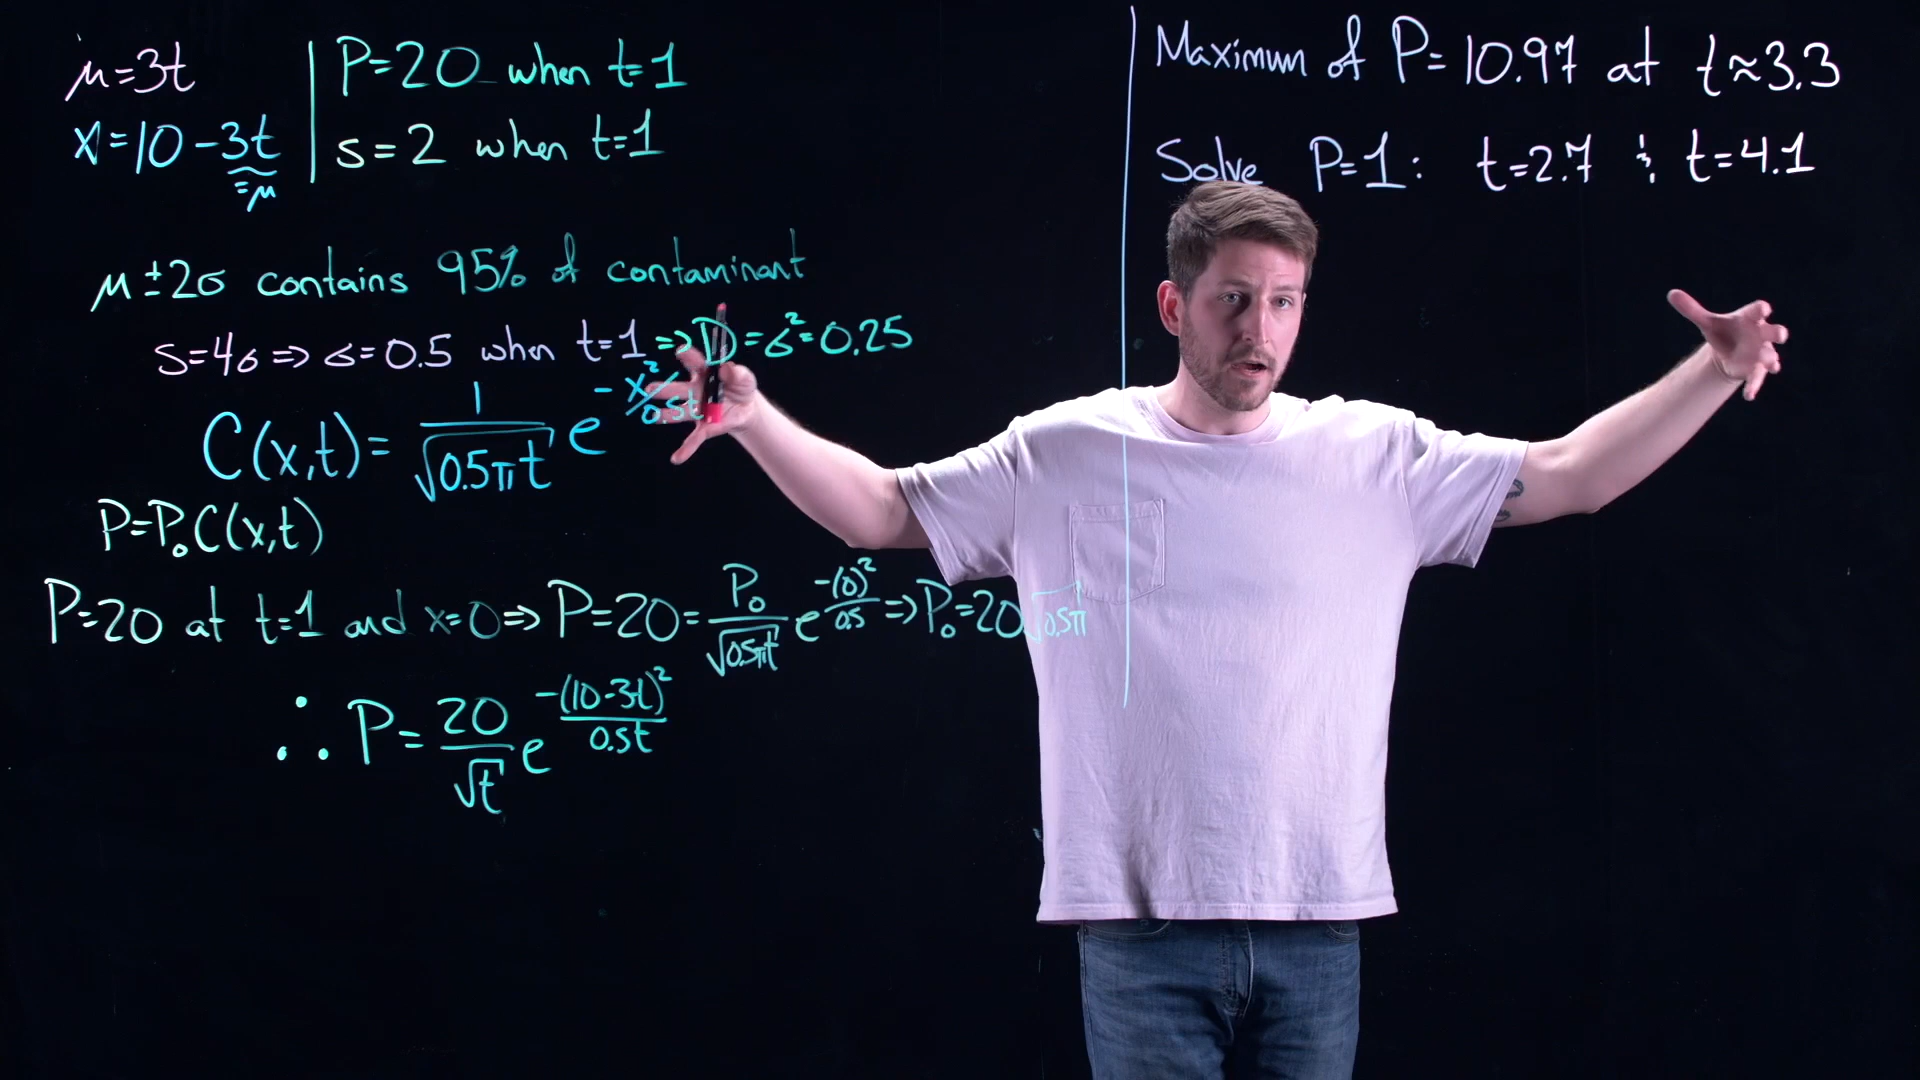 μ=3t
x=10-3t
=μ
P=20 when t=1
s=2 when t=1
μ±2σ contains 95% of contaminant
s=4σ⇒σ=0.5 when t=1⇒D=σ²=0.25
C(x,t)=1/√(0.5πt) e^(-x²/0.5t)
P=P₀C(x,t)
P=20 at t=1 and x=0⇒P=20=P₀/√(0.5πt) e^(-(0)²/0.5)⇒P₀=20√(0.5π)
∴ P=20/√t e^(-(10-3t)²/0.5t)
Maximum of P=10.97 at t≈3.3
Solve P=1: t=2.7 & t=4.1